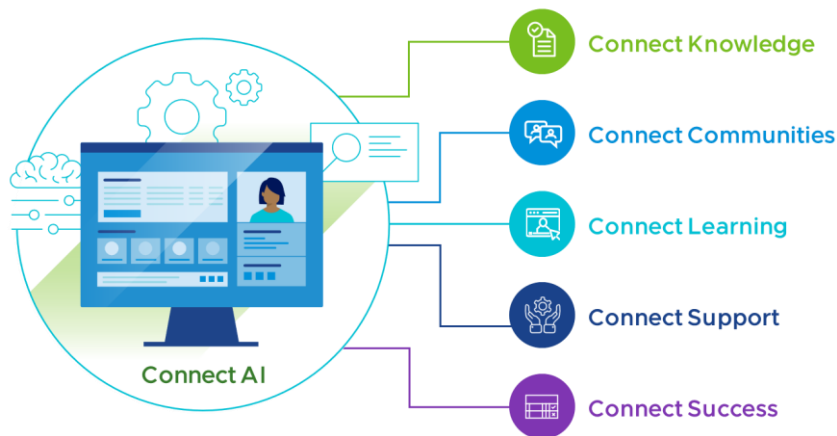 Connect Knowledge
Connect Communities
Connect Learning
Connect Support
Connect Success
Connect AI